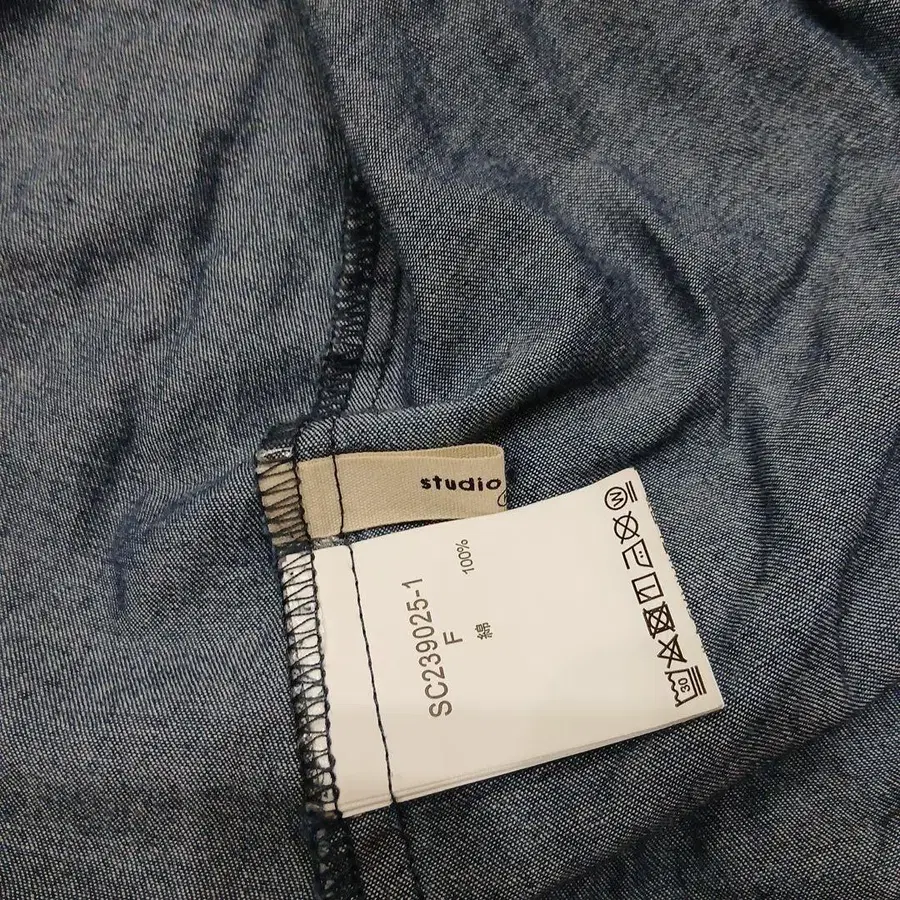 studio
SC239025-1
F
綿 100%
30
W